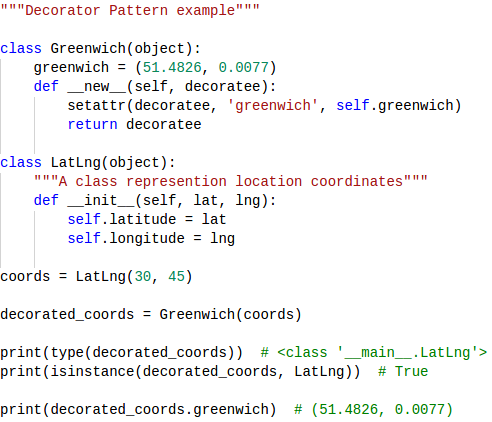 """Decorator Pattern example"""
class Greenwich(object):
    greenwich = (51.4826, 0.0077)
    def __new__(self, decoratee):
        setattr(decoratee, 'greenwich', self.greenwich)
        return decoratee
class LatLng(object):
    """A class represention location coordinates"""
    def __init__(self, lat, lng):
        self.latitude = lat
        self.longitude = lng
coords = LatLng(30, 45)
decorated_coords = Greenwich(coords)
print(type(decorated_coords))  # <class '__main__.LatLng'>
print(isinstance(decorated_coords, LatLng))  # True
print(decorated_coords.greenwich)  # (51.4826, 0.0077)